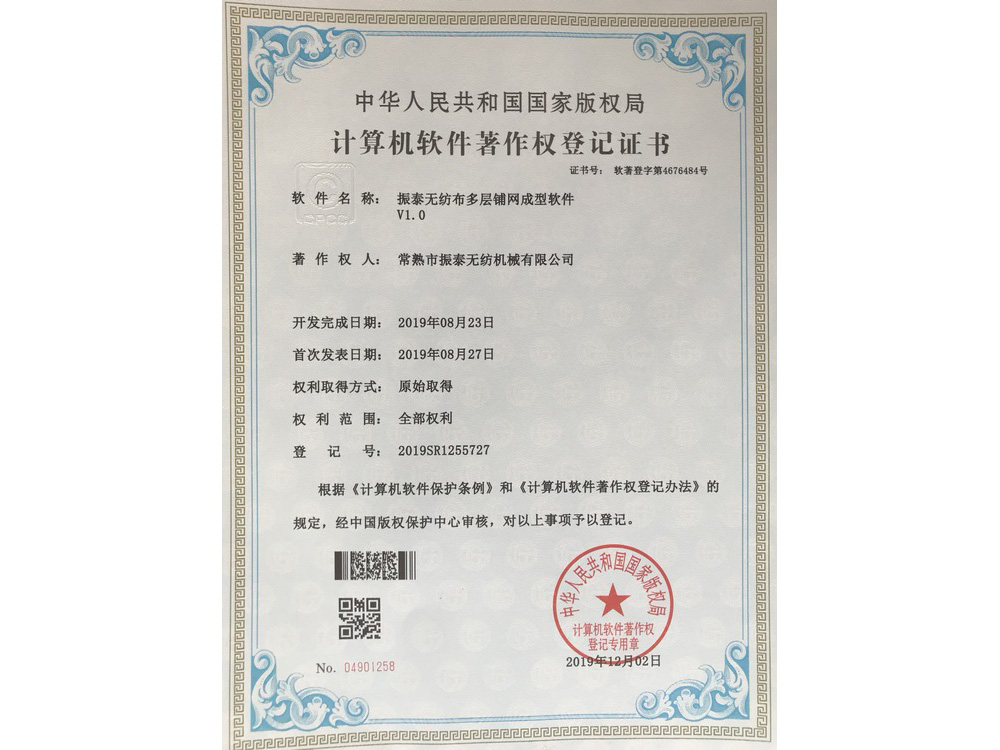 中华人民共和国国家版权局
计算机软件著作权登记证书
证书号： 软著登字第4676484号
CPCC
软件名称： 振泰无纺布多层铺网成型软件
V1.0
著作权人： 常熟市振泰无纺机械有限公司
开发完成日期： 2019年08月23日
首次发表日期： 2019年08月27日
权利取得方式： 原始取得
权利范围： 全部权利
登记号： 2019SR1255727
根据《计算机软件保护条例》和《计算机软件著作权登记办法》的
规定，经中国版权保护中心审核，对以上事项予以登记。
中华人民共和国国家版权局
计算机软件著作权
登记专用章
No. 04901258
2019年12月02日